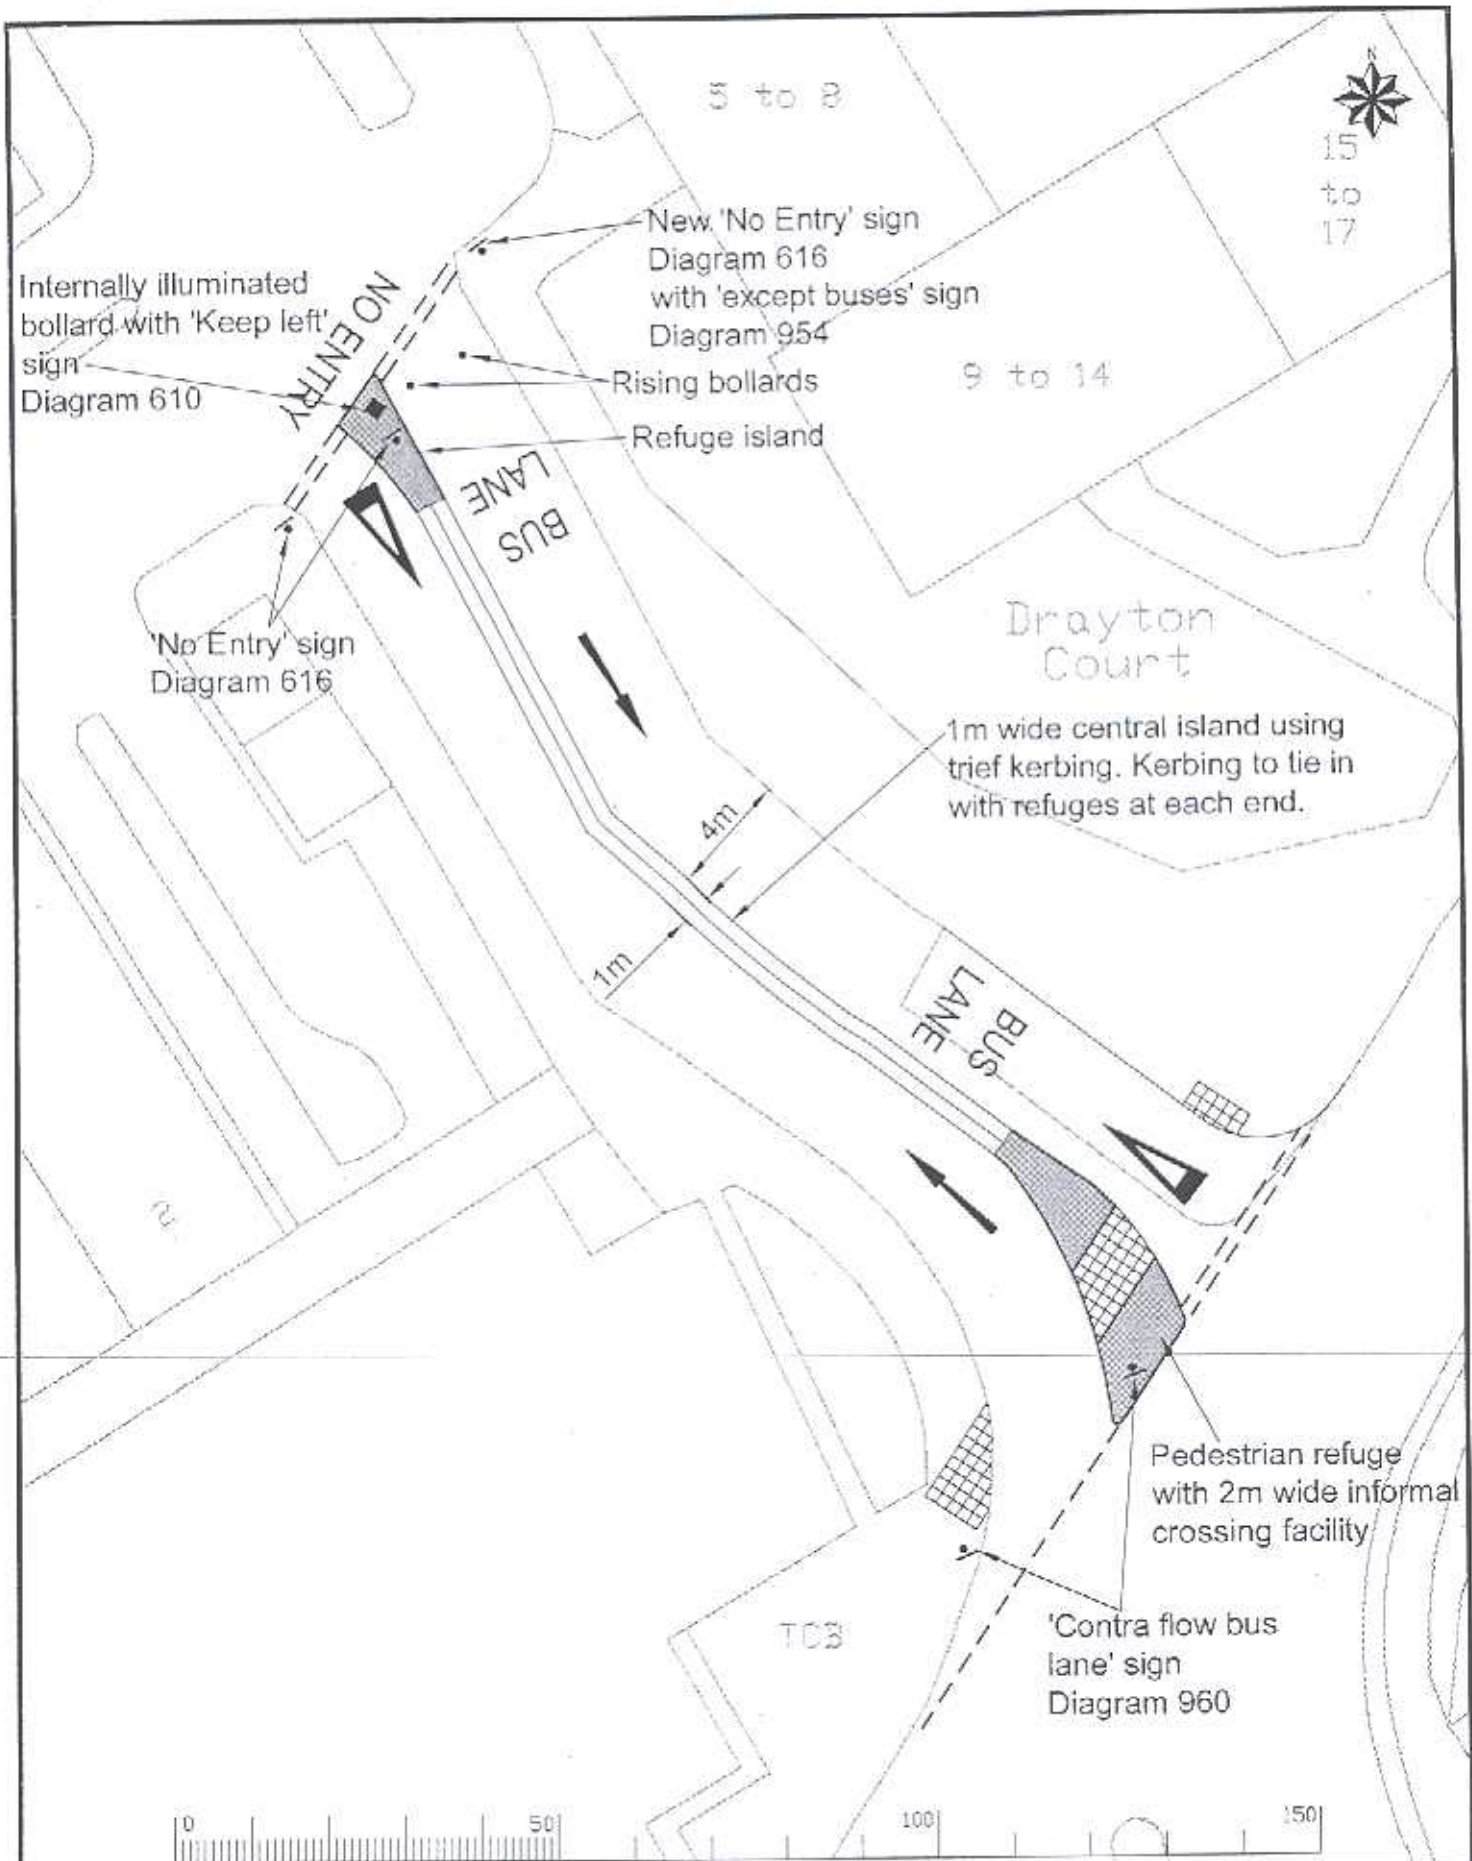 N
5 to 8
15
to
17
New 'No Entry' sign
Diagram 616
with 'except buses' sign
Diagram 954
Internally illuminated
bollard with 'Keep left'
sign
Diagram 610
NO ENTRY
Rising bollards
9 to 14
Refuge island
BUS
LANE
'No Entry' sign
Diagram 616
Drayton
Court
1m wide central island using
trief kerbing. Kerbing to tie in
with refuges at each end.
4m
1m
BUS
LANE
2
Pedestrian refuge
with 2m wide informal
crossing facility
TCB
'Contra flow bus
lane' sign
Diagram 960
0
50
100
150